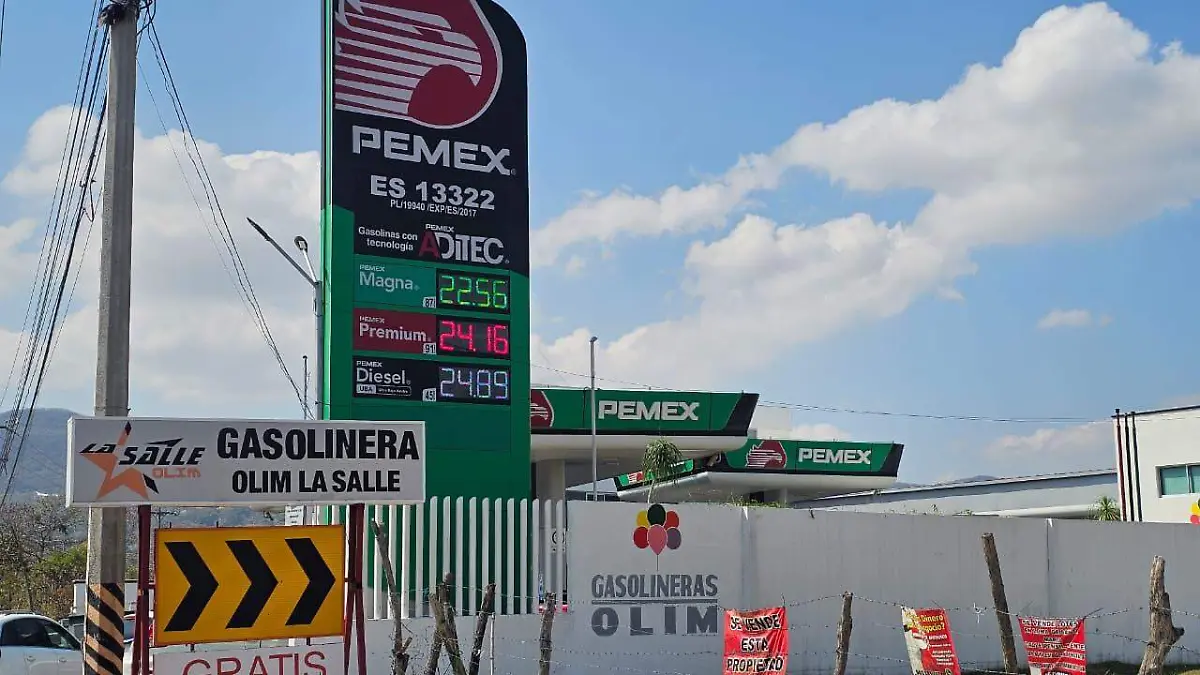 PEMEX
ES 13322
PL/19940/EXP/ES/2017
Gasolinas con
tecnología
PEMEX
ADITEC
PEMEX
Magna
87
22.56
PEMEX
Premium
91
24.16
PEMEX
Diesel
UBA
45
24.89
PEMEX
PEMEX
LA SALLE
OLIM
GASOLINERA
OLIM LA SALLE
GRATIS
GASOLINERAS
OLIM
SE VENDE
ESTA
PROPIEDAD